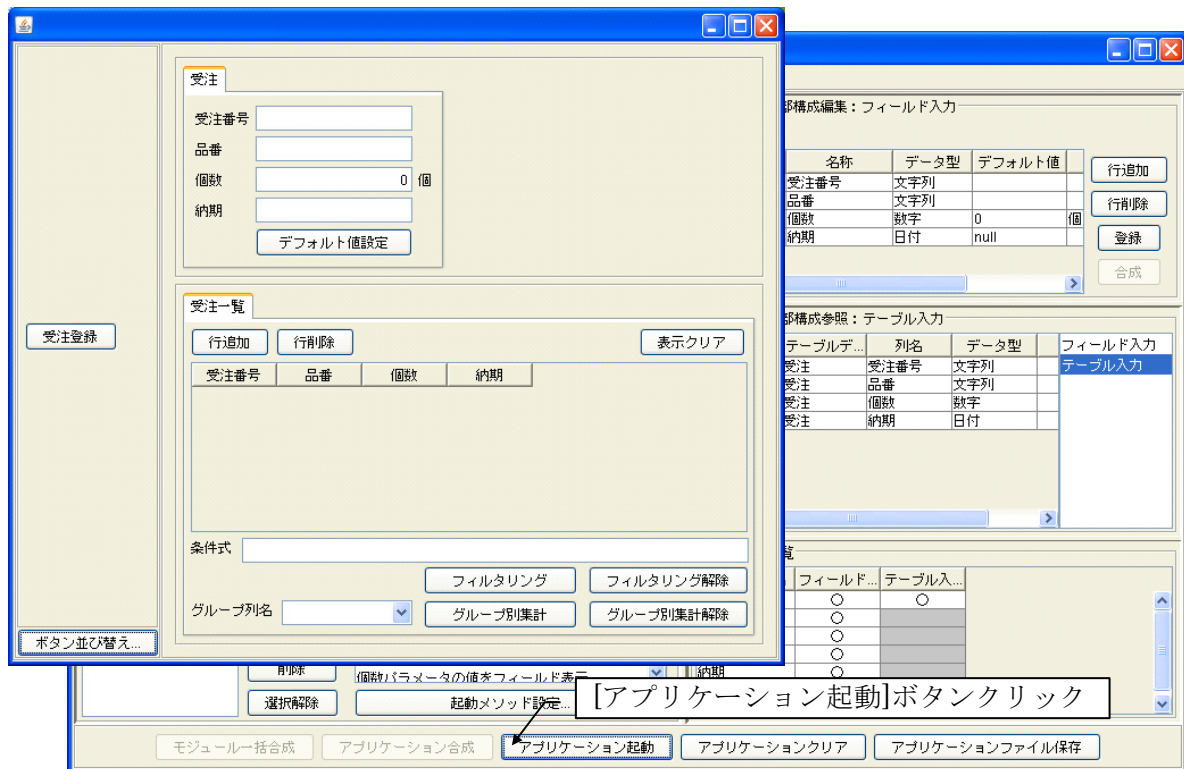 受注
受注番号
品番
個数 0 個
納期
デフォルト値設定
受注登録
受注一覧
行追加 行削除 表示クリア
受注番号 品番 個数 納期
条件式
フィルタリング フィルタリング解除
グループ列名 グループ別集計 グループ別集計解除
ボタン並び替え...
部構成編集：フィールド入力
名称 データ型 デフォルト値
受注番号 文字列
品番 文字列
個数 数字 0 個
納期 日付 null
行追加
行削除
登録
合成
部構成参照：テーブル入力
テーブルデ... 列名 データ型
受注 受注番号 文字列
受注 品番 文字列
受注 個数 数字
受注 納期 日付
フィールド入力
テーブル入力
覧
フィールド... テーブル入...
○ ○
○
○
○
納期 ○
削除
個数パラメータの値をフィールド表示
選択解除 起動メソッド設定...
[アプリケーション起動]ボタンクリック
モジュール一括合成 アプリケーション合成 アプリケーション起動 アプリケーションクリア アプリケーションファイル保存